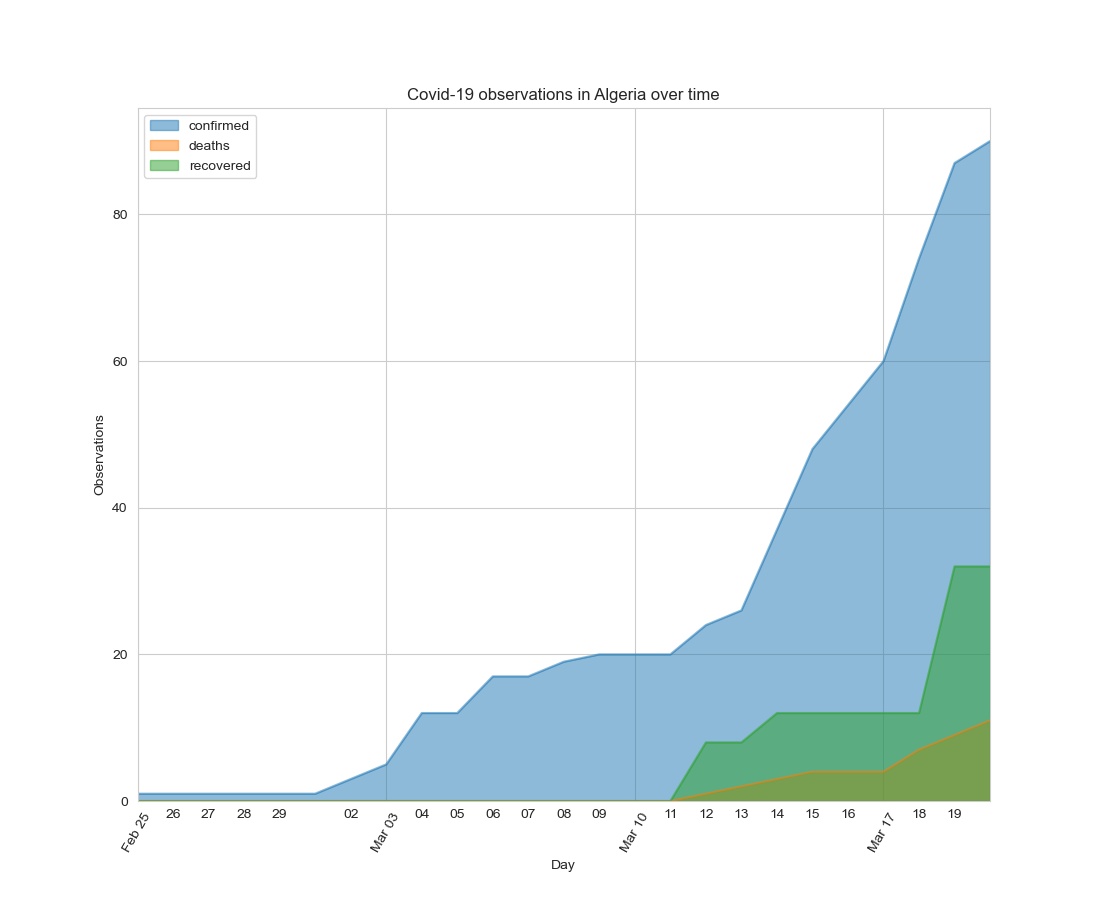 Covid-19 observations in Algeria over time
confirmed
deaths
recovered
80
60
40
20
0
Observations
Feb 25
26
27
28
29
02
Mar 03
04
05
06
07
08
09
Mar 10
11
12
13
14
15
16
Mar 17
18
19
Day